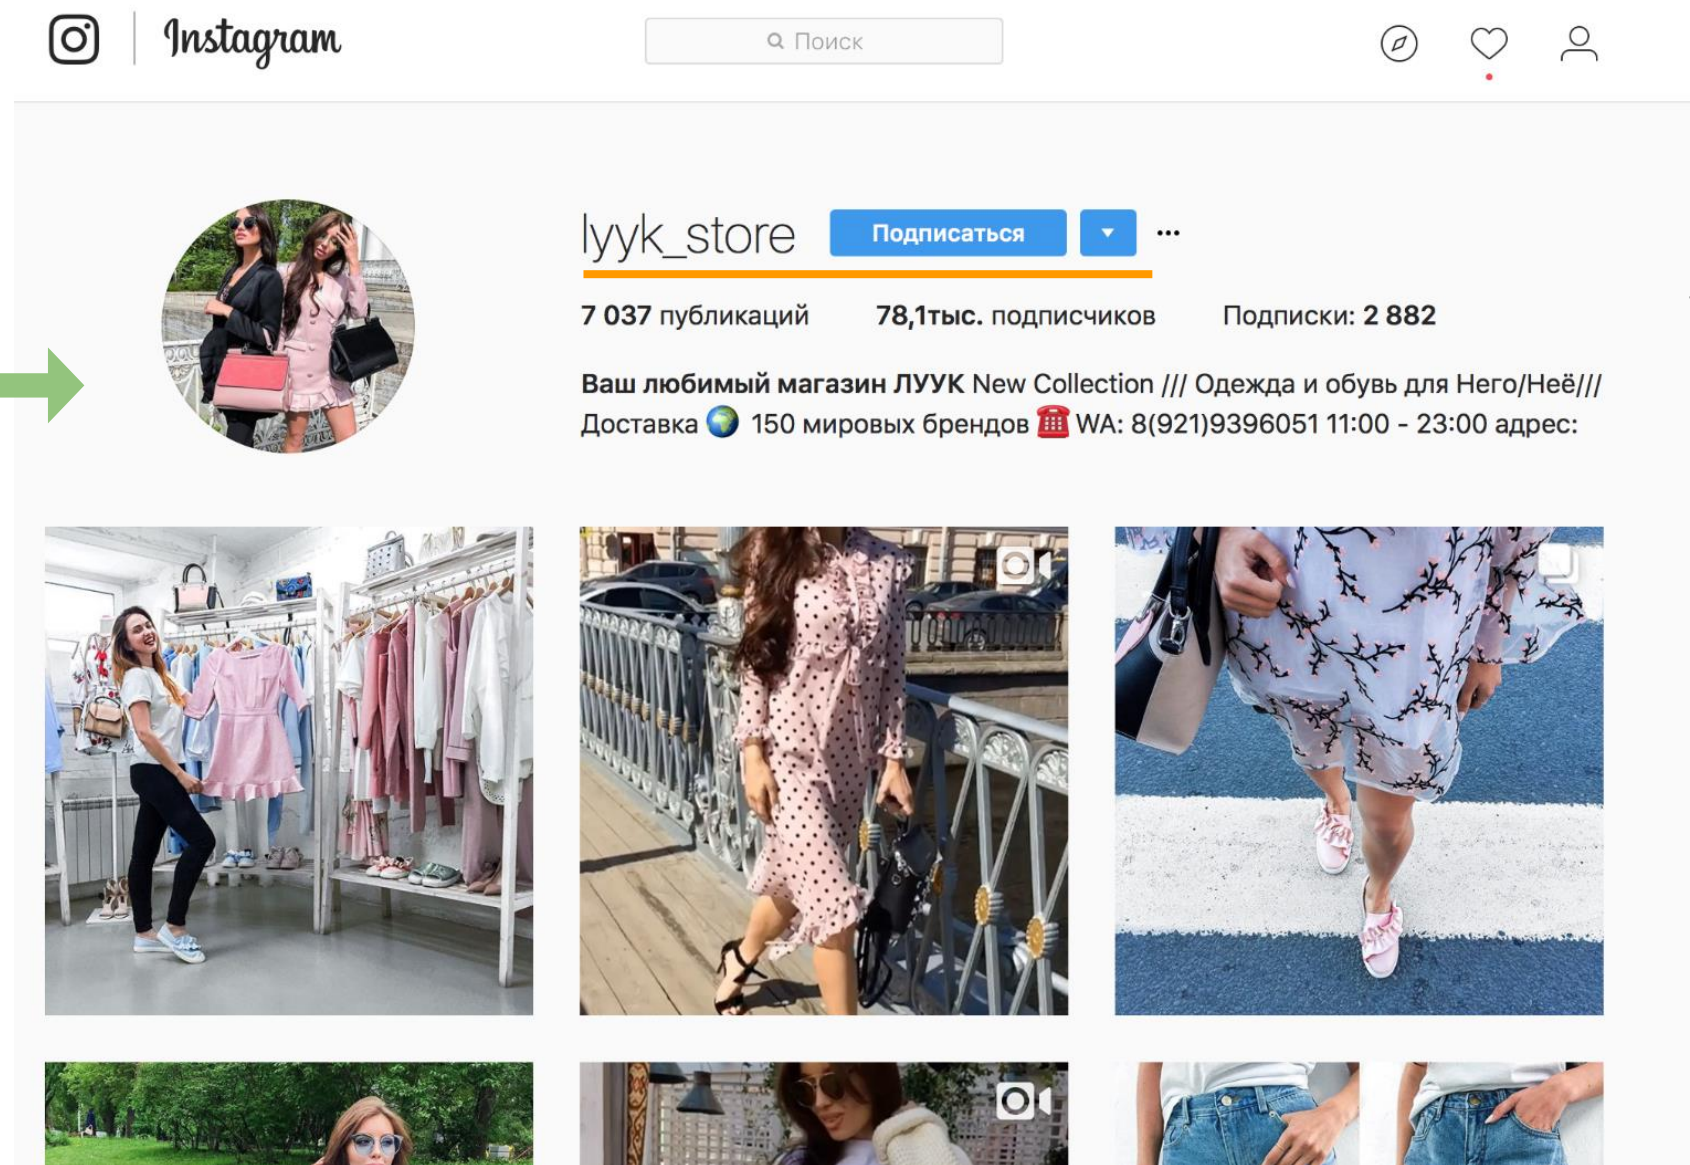 Instagram
Поиск
lyyk_store Подписаться
7 037 публикаций 78,1тыс. подписчиков Подписки: 2 882
Ваш любимый магазин ЛУУК New Collection /// Одежда и обувь для Него/Неё///
Доставка 🌍 150 мировых брендов ☎️ WA: 8(921)9396051 11:00 - 23:00 адрес: